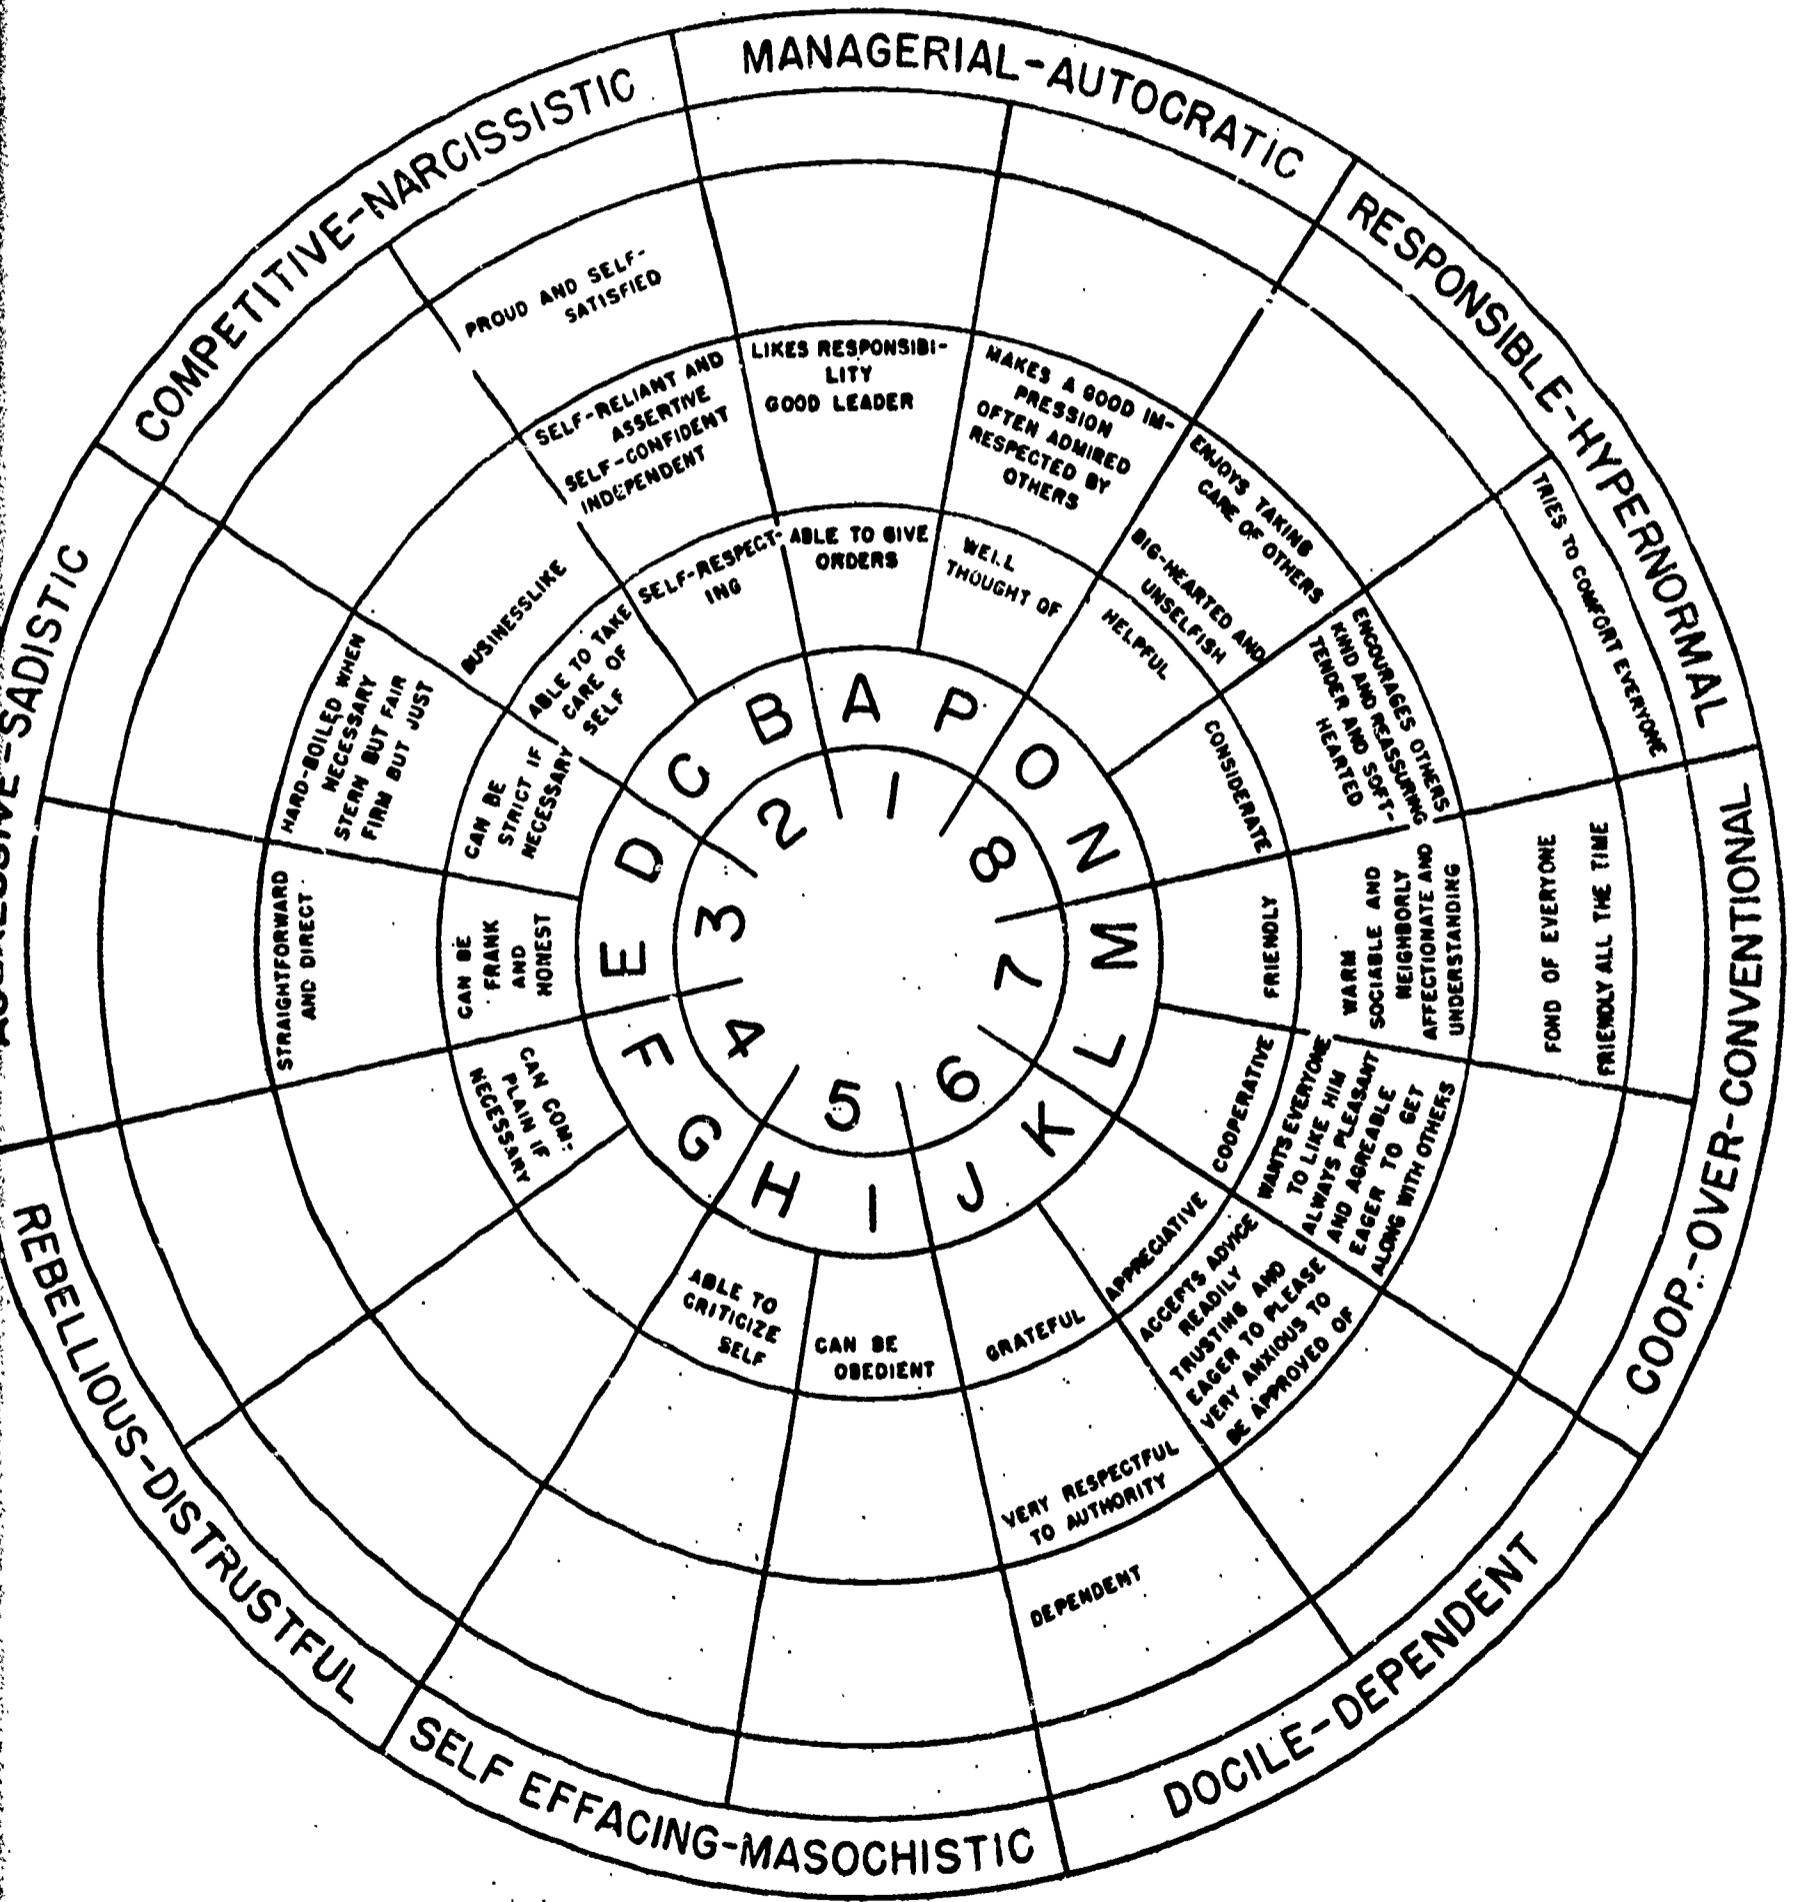 MANAGERIAL-AUTOCRATIC
RESPONSIBLE-HYPERNORMAL
COOP.-OVER-CONVENTIONAL
DOCILE-DEPENDENT
SELF EFFACING-MASOCHISTIC
REBELLIOUS-DISTRUSTFUL
-SADISTIC
COMPETITIVE-NARCISSISTIC
PROUD AND SELF-
SATISFIED
SELF-RELIANT AND
ASSERTIVE
SELF-CONFIDENT
INDEPENDENT
SELF-RESPECT-
ING
LIKES RESPONSIBI-
LITY
GOOD LEADER
ABLE TO GIVE
ORDERS
MAKES A GOOD IM-
PRESSION
OFTEN ADMIRED
RESPECTED BY
OTHERS
WELL
THOUGHT OF
ENJOYS TAKING
CARE OF OTHERS
BIG-HEARTED AND
UNSELFISH
HELPFUL
TRIES TO COMFORT EVERYONE
ENCOURAGES OTHERS
KIND AND REASSURING
TENDER AND SOFT-
HEARTED
CONSIDERATE
FRIENDLY
WARM
SOCIABLE AND
NEIGHBORLY
AFFECTIONATE AND
UNDERSTANDING
FOND OF EVERYONE
FRIENDLY ALL THE TIME
COOPERATIVE
WANTS EVERYONE
TO LIKE HIM
ALWAYS PLEASANT
AND AGREABLE
EAGER TO GET
ALONG WITH OTHERS
APPRECIATIVE
ACCEPTS ADVICE
READILY
TRUSTING AND
EAGER TO PLEASE
VERY ANXIOUS TO
BE APPROVED OF
GRATEFUL
VERY RESPECTFUL
TO AUTHORITY
DEPENDENT
CAN BE
OBEDIENT
ABLE TO
CRITICIZE
SELF
CAN COM-
PLAIN IF
NECESSARY
CAN BE
FRANK
AND
HONEST
STRAIGHTFORWARD
AND DIRECT
CAN BE
STRICT IF
NECESSARY
HARD-BOILED WHEN
NECESSARY
STERN BUT FAIR
FIRM BUT JUST
BUSINESSLIKE
ABLE TO TAKE
CARE OF
SELF
A
P
O
N
M
L
K
J
I
H
G
F
E
D
C
B
1
8
7
6
5
4
3
2